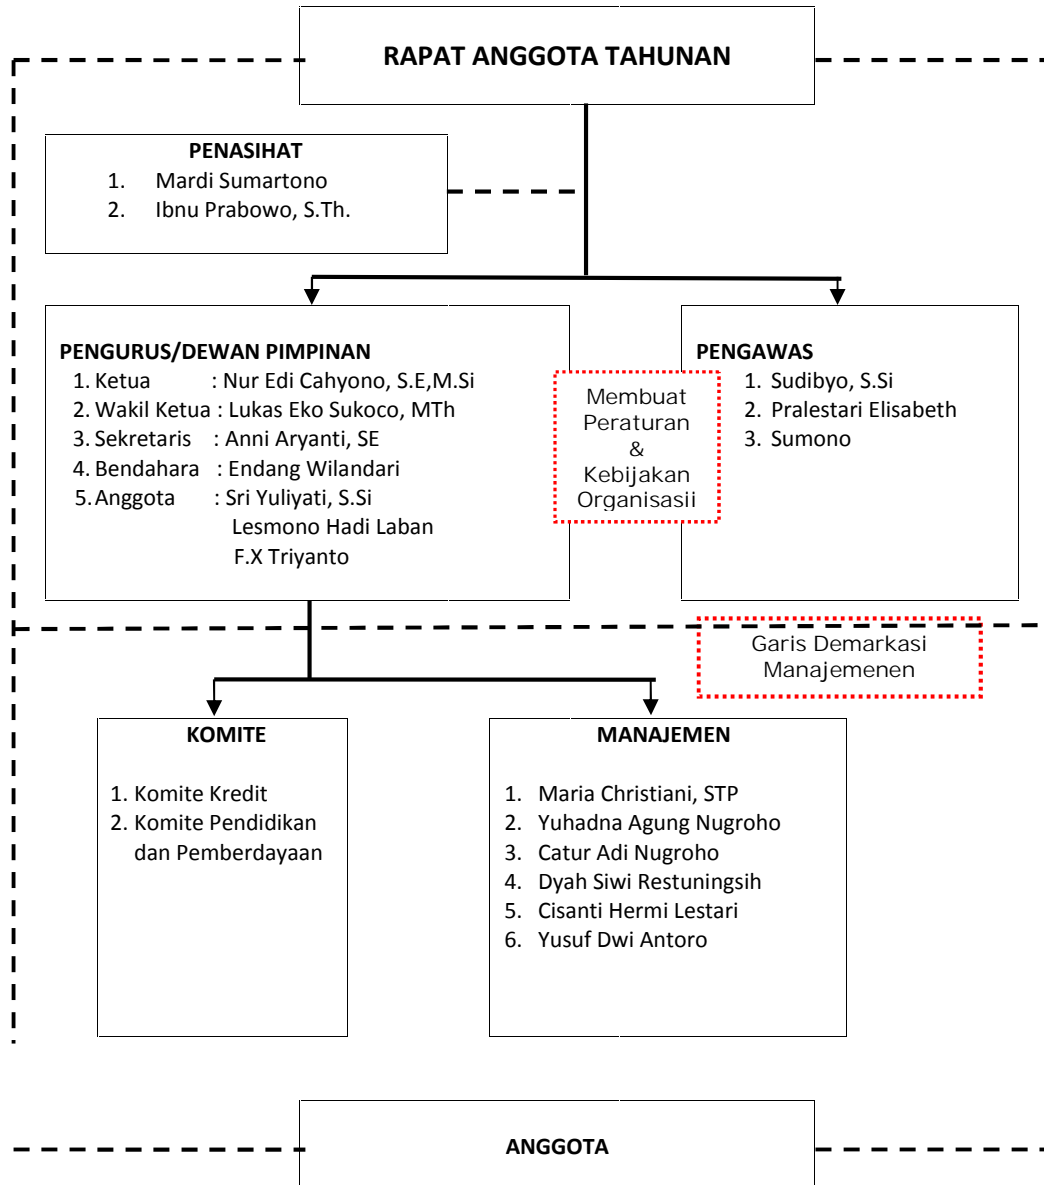 RAPAT ANGGOTA TAHUNAN
PENASIHAT
1. Mardi Sumartono
2. Ibnu Prabowo, S.Th.
PENGURUS/DEWAN PIMPINAN
1. Ketua : Nur Edi Cahyono, S.E,M.Si
2. Wakil Ketua : Lukas Eko Sukoco, MTh
3. Sekretaris : Anni Aryanti, SE
4. Bendahara : Endang Wilandari
5. Anggota : Sri Yuliyati, S.Si
Lesmono Hadi Laban
F.X Triyanto
Membuat
Peraturan
&
Kebijakan
Organisasii
PENGAWAS
1. Sudibyo, S.Si
2. Pralestari Elisabeth
3. Sumono
Garis Demarkasi
Manajemenen
KOMITE
1. Komite Kredit
2. Komite Pendidikan
dan Pemberdayaan
MANAJEMEN
1. Maria Christiani, STP
2. Yuhadna Agung Nugroho
3. Catur Adi Nugroho
4. Dyah Siwi Restuningsih
5. Cisanti Hermi Lestari
6. Yusuf Dwi Antoro
ANGGOTA